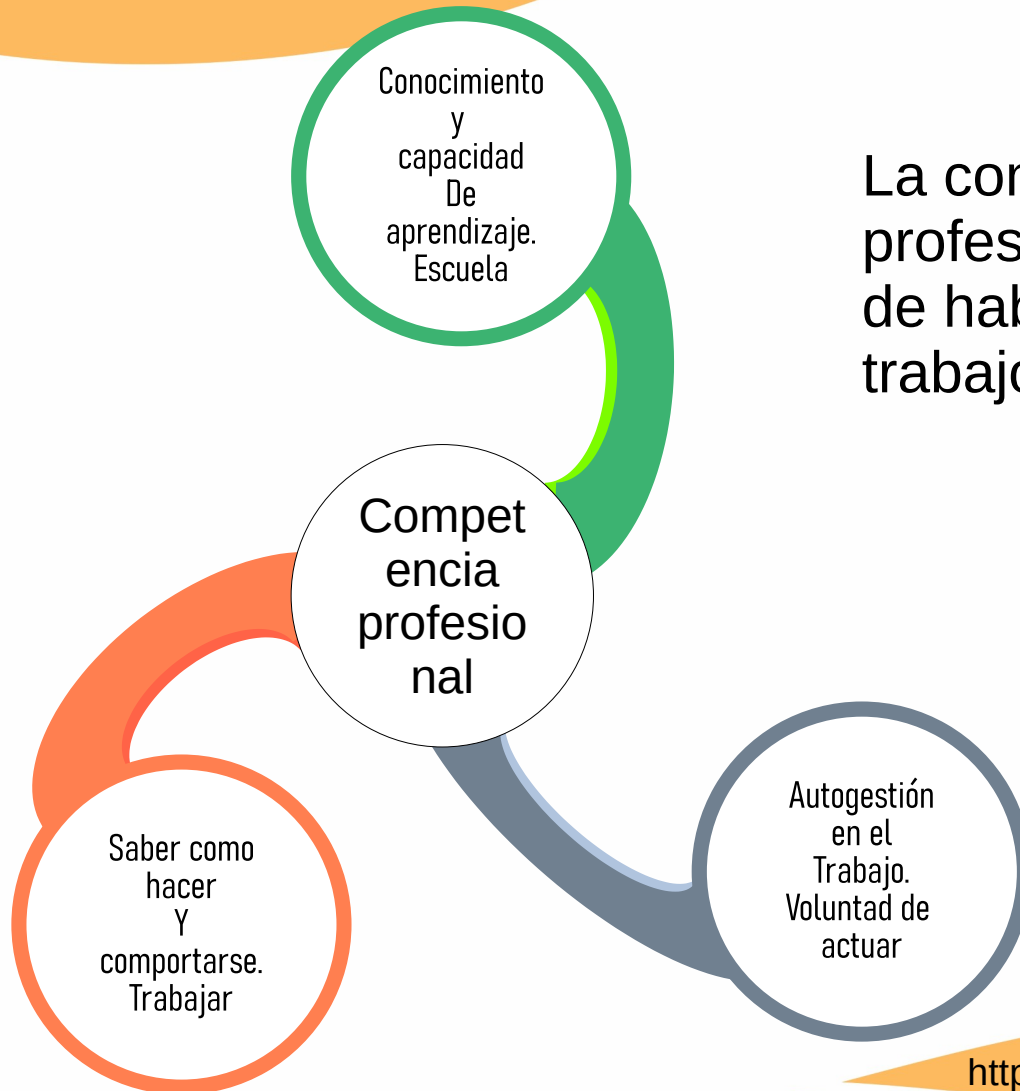 Conocimiento
y
capacidad
De
aprendizaje.
Escuela
La
profes
de hab
trabajo
Compet
encia
profesio
nal
Autogestión
en el
Trabajo.
Voluntad de
actuar
Saber como
hacer
Y
comportarse.
Trabajar
http